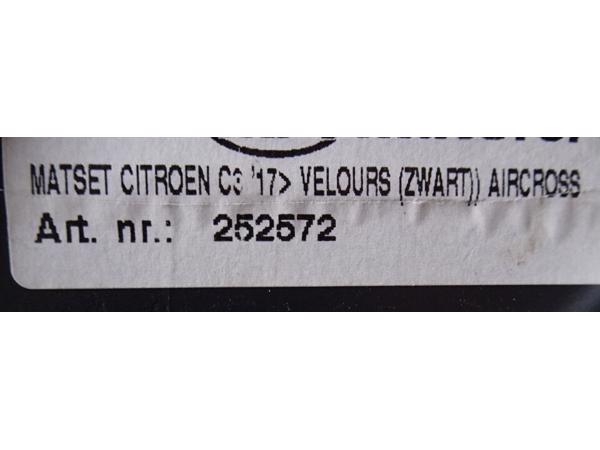 MATSET CITROEN C3 '17> VELOURS (ZWART)) AIRCROSS
Art. nr.: 252572